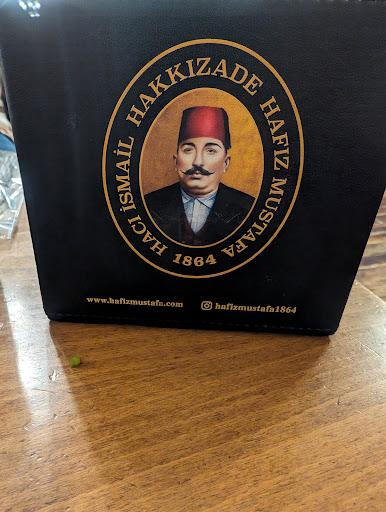 HACI İSMAİL HAKKIZADE HAFIZ MUSTAFA
1864
www.hafizmustafa.com
hafizmustafa1864